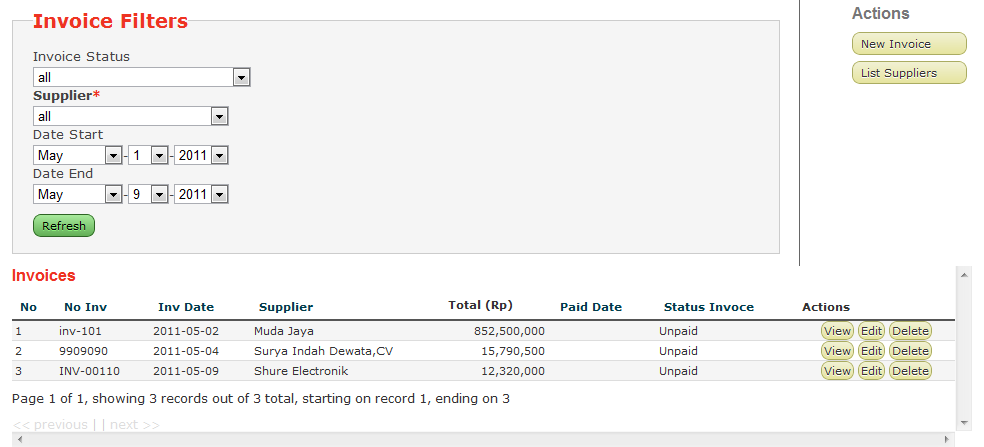 Invoice Filters
Invoice Status
all
Supplier*
all
Date Start
May - 1 - 2011
Date End
May - 9 - 2011
Refresh
Actions
New Invoice
List Suppliers
Invoices
No No Inv Inv Date Supplier Total (Rp) Paid Date Status Invoce Actions
1 inv-101 2011-05-02 Muda Jaya 852,500,000 Unpaid View Edit Delete
2 9909090 2011-05-04 Surya Indah Dewata,CV 15,790,500 Unpaid View Edit Delete
3 INV-00110 2011-05-09 Shure Electronik 12,320,000 Unpaid View Edit Delete
Page 1 of 1, showing 3 records out of 3 total, starting on record 1, ending on 3
<< previous | | next >>